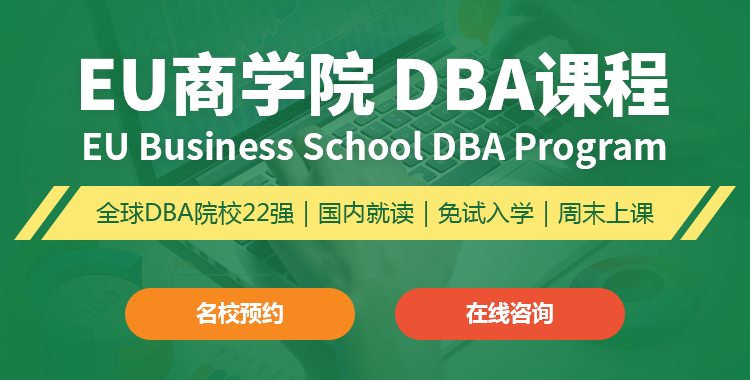 EU商学院 DBA课程
EU Business School DBA Program
全球DBA院校22强｜国内就读｜免试入学｜周末上课
名校预约
在线咨询